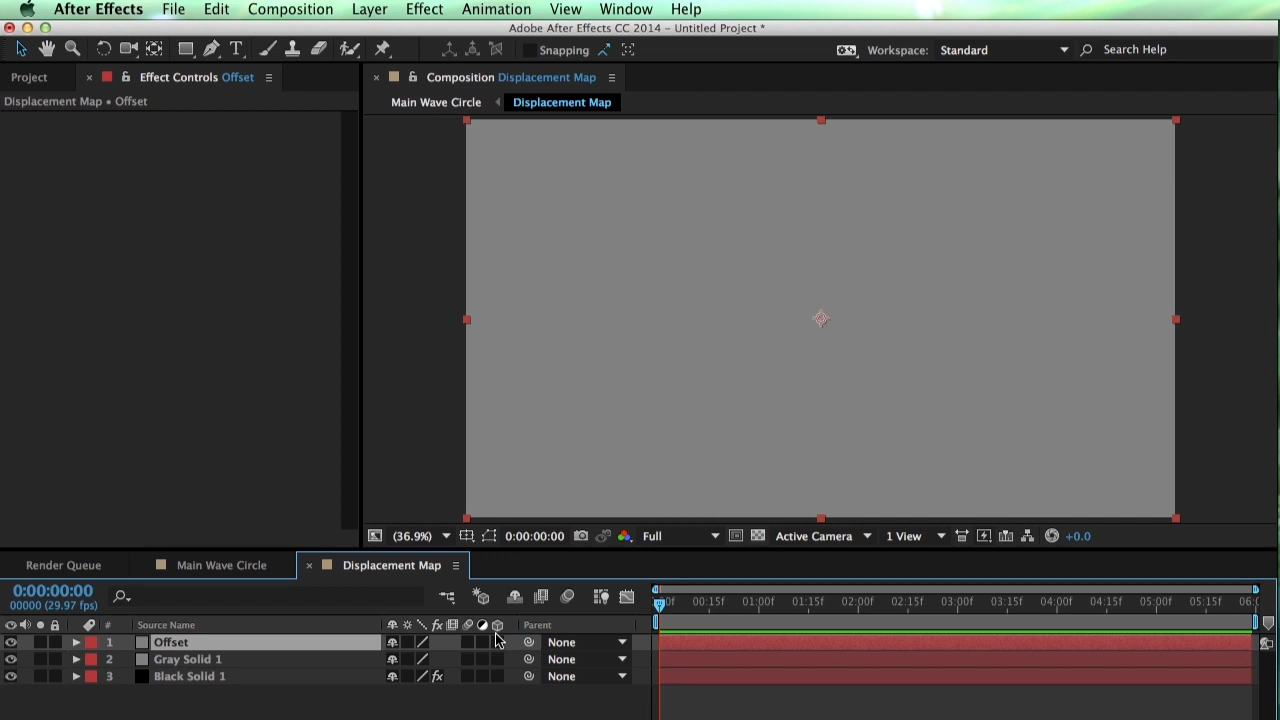 After Effects File Edit Composition Layer Effect Animation View Window Help
Adobe After Effects CC 2014 – Untitled Project *
Snapping Workspace: Standard Search Help
Project × Effect Controls Offset × Composition Displacement Map
Displacement Map • Offset Main Wave Circle Displacement Map
(36.9%) 0:00:00:00 Full Active Camera 1 View +0.0
Render Queue Main Wave Circle × Displacement Map
0:00:00:00
00000 (29.97 fps) 00:15f 01:00f 01:15f 02:00f 02:15f 03:00f 03:15f 04:00f 04:15f 05:00f 05:15f
# Source Name fx Parent
1 Offset None
2 Gray Solid 1 None
3 Black Solid 1 fx None